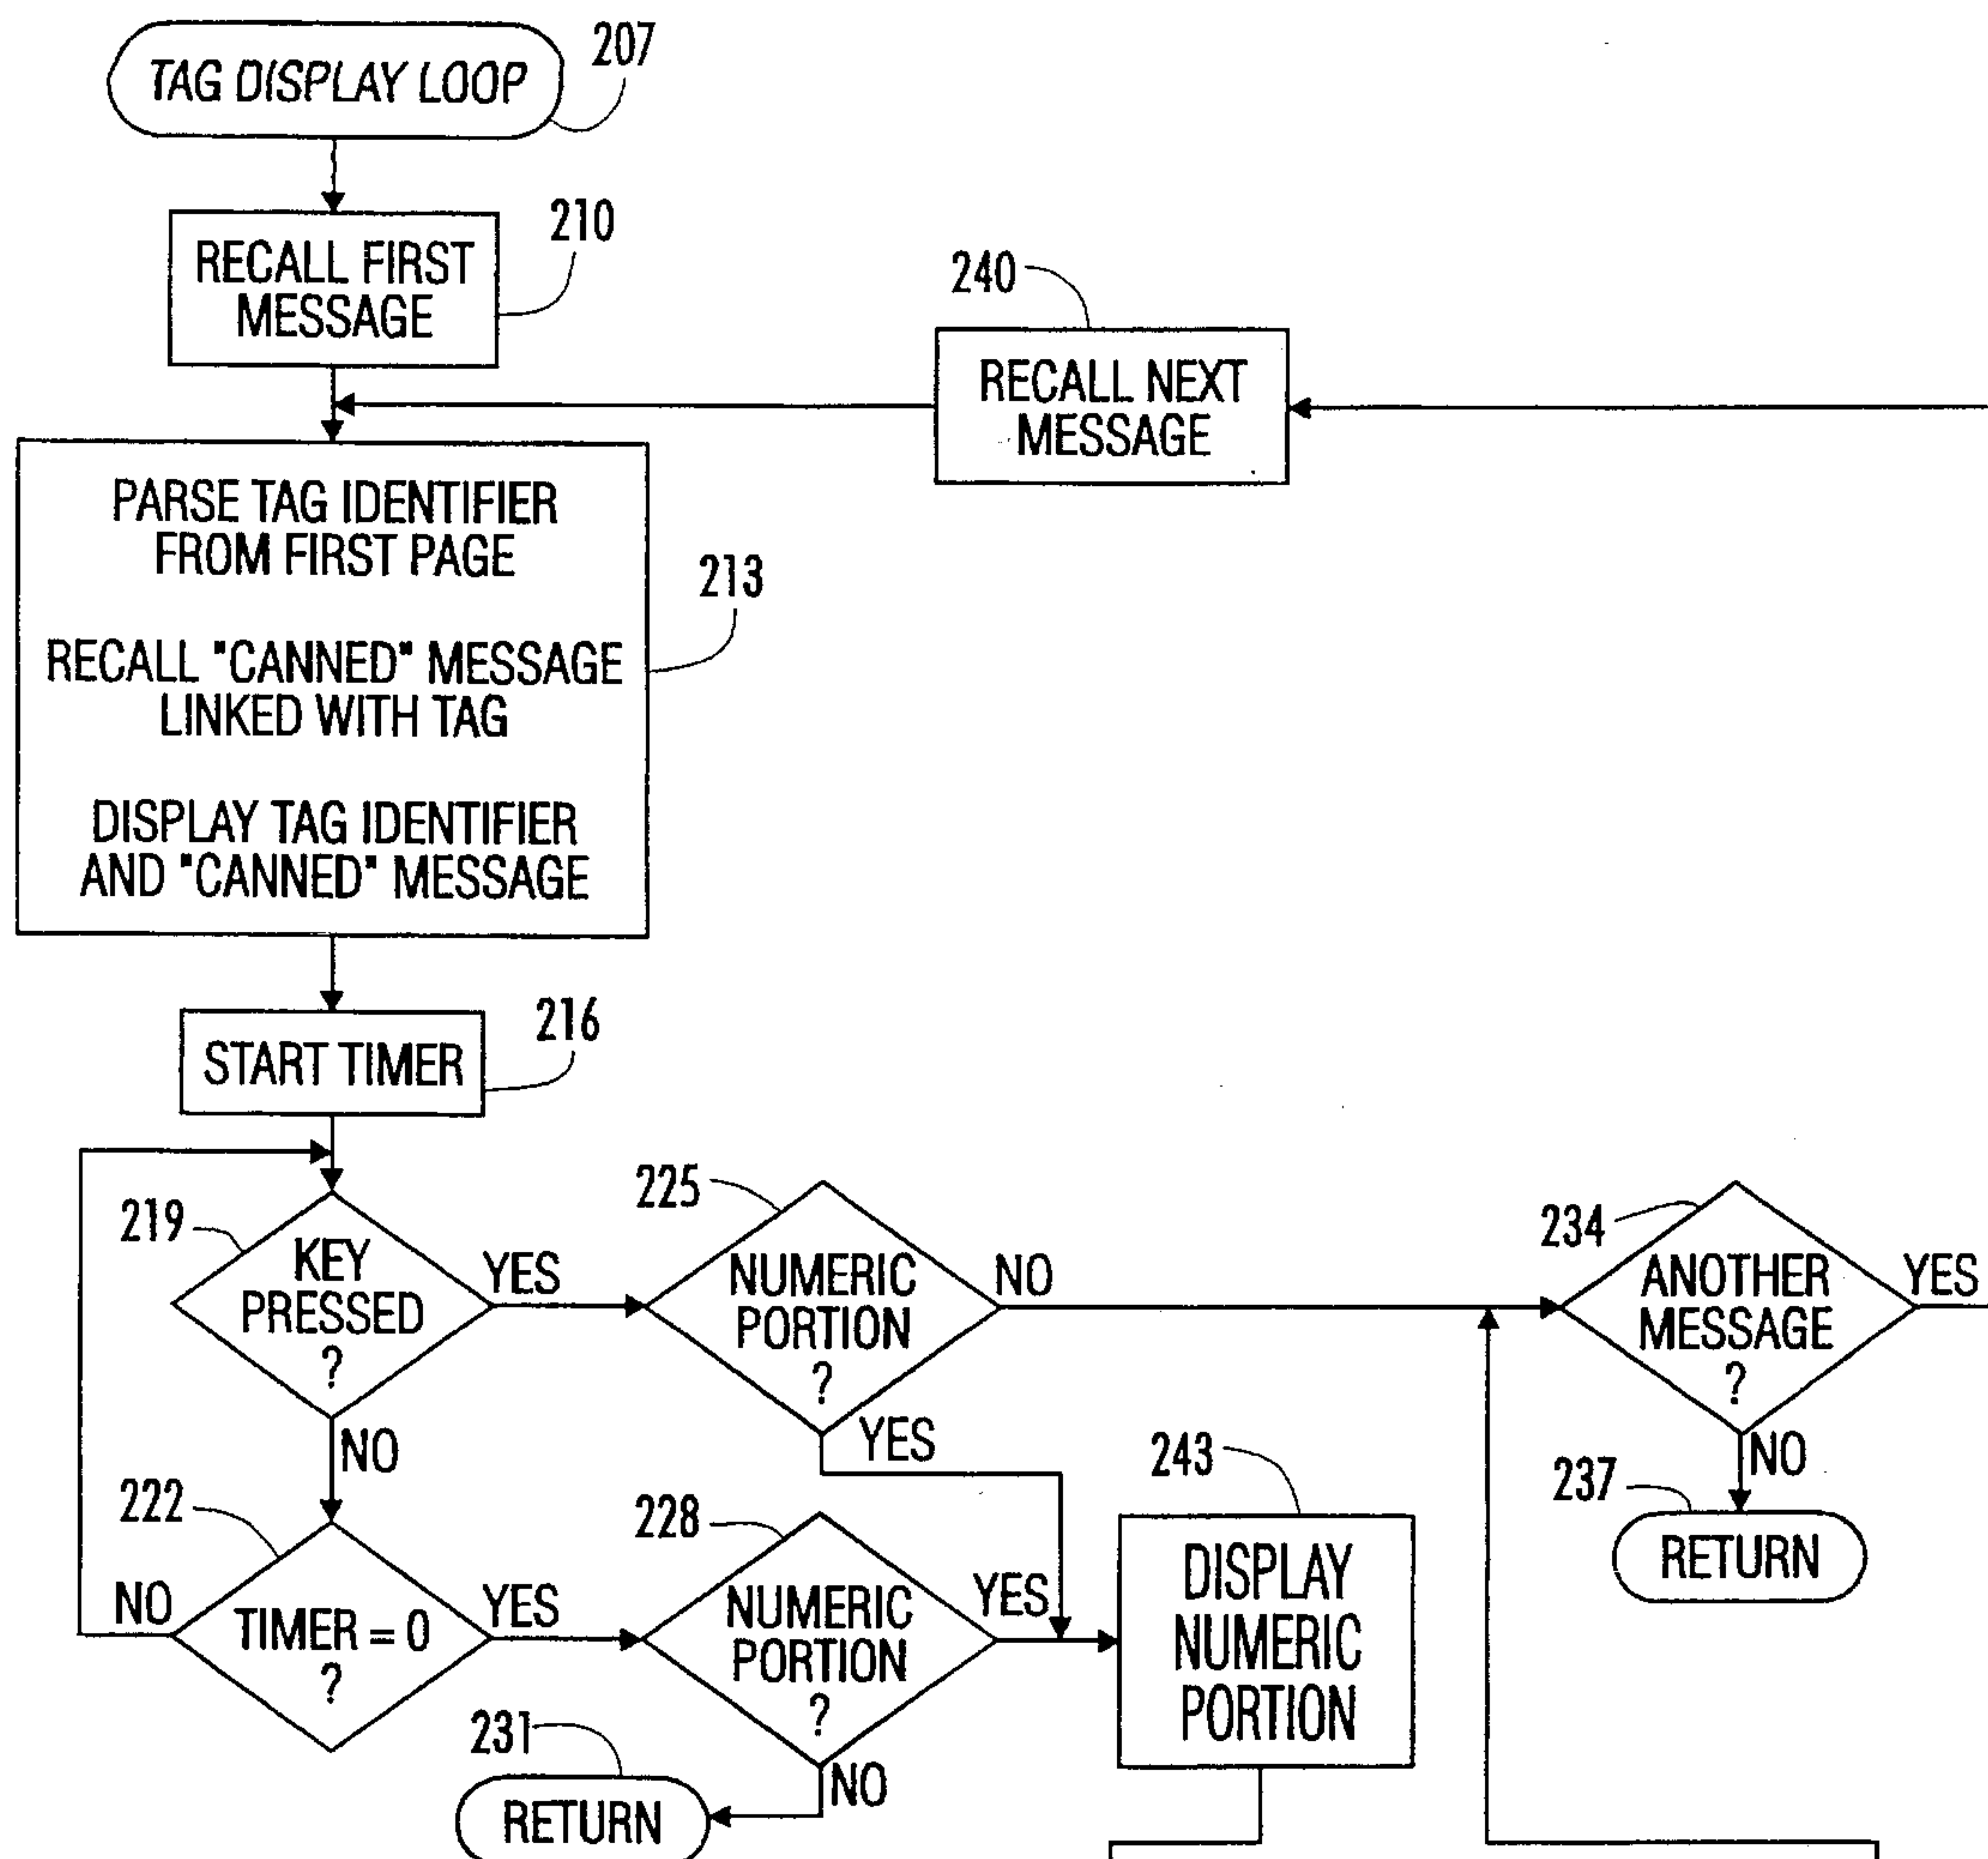 TAG DISPLAY LOOP
207
RECALL FIRST
MESSAGE
210
240
RECALL NEXT
MESSAGE
PARSE TAG IDENTIFIER
FROM FIRST PAGE
RECALL "CANNED" MESSAGE
LINKED WITH TAG
DISPLAY TAG IDENTIFIER
AND "CANNED" MESSAGE
213
START TIMER
216
219
KEY
PRESSED
?
YES
NO
225
NUMERIC
PORTION
?
NO
YES
234
ANOTHER
MESSAGE
?
YES
NO
237
RETURN
222
TIMER = 0
?
NO
YES
228
NUMERIC
PORTION
?
YES
NO
243
DISPLAY
NUMERIC
PORTION
231
RETURN